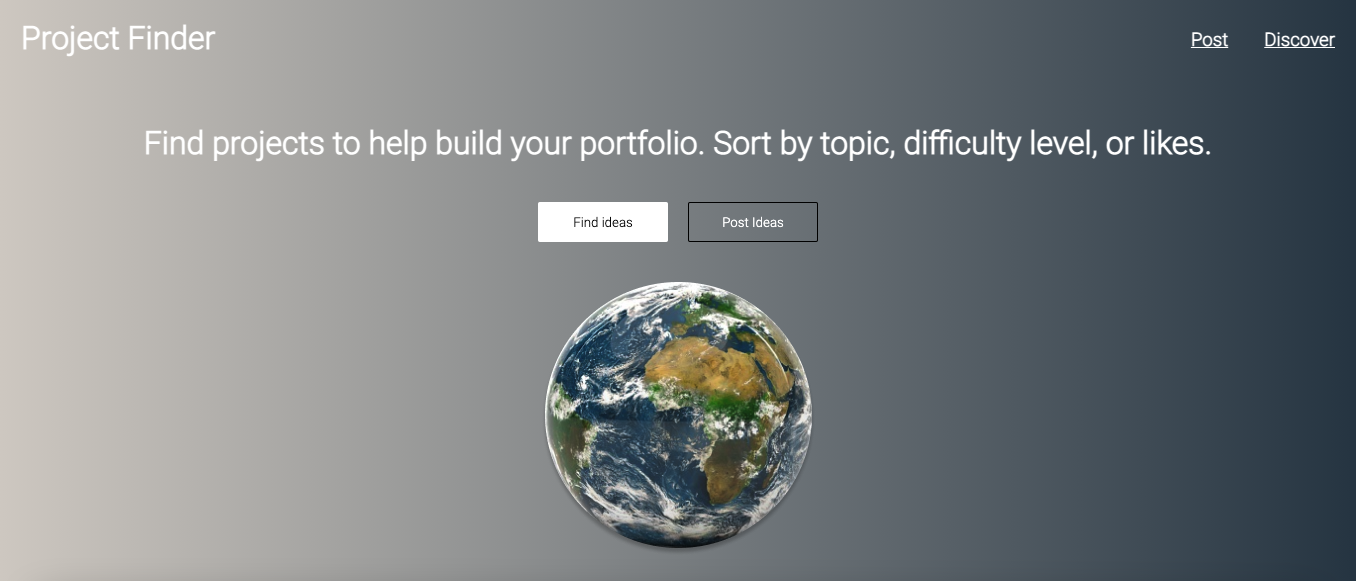 Project Finder
Post Discover
Find projects to help build your portfolio. Sort by topic, difficulty level, or likes.
Find ideas Post Ideas